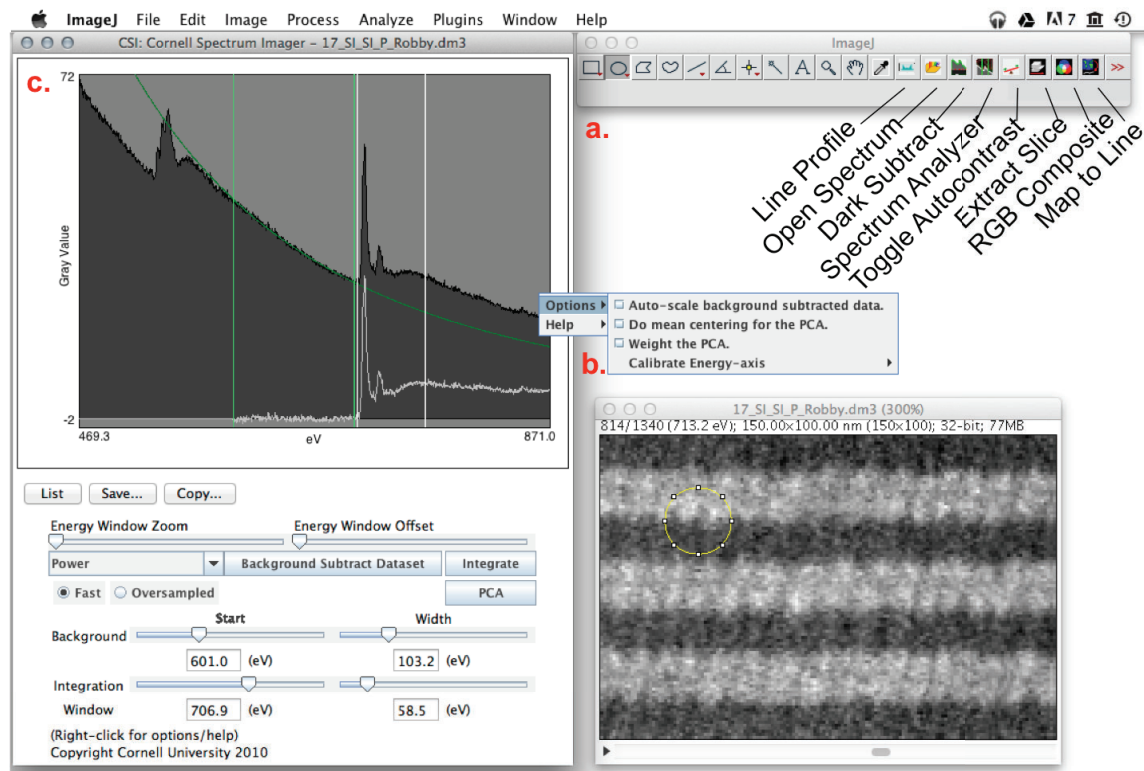 ImageJ File Edit Image Process Analyze Plugins Window Help
7
CSI: Cornell Spectrum Imager - 17_SI_SI_P_Robby.dm3
c.
72
Gray Value
-2
469.3
eV
871.0
List Save... Copy...
Energy Window Zoom Energy Window Offset
Power Background Subtract Dataset Integrate
Fast Oversampled PCA
Start Width
Background
601.0 (eV) 103.2 (eV)
Integration
Window 706.9 (eV) 58.5 (eV)
(Right-click for options/help)
Copyright Cornell University 2010
ImageJ
A
>>
a.
Line Profile
Open Spectrum
Dark Subtract
Spectrum Analyzer
Toggle Autocontrast
Extract Slice
RGB Composite
Map to Line
Options
Help
Auto-scale background subtracted data.
Do mean centering for the PCA.
Weight the PCA.
Calibrate Energy-axis
b.
17_SI_SI_P_Robby.dm3 (300%)
814/1340 (713.2 eV); 150.00×100.00 nm (150×100); 32-bit; 77MB